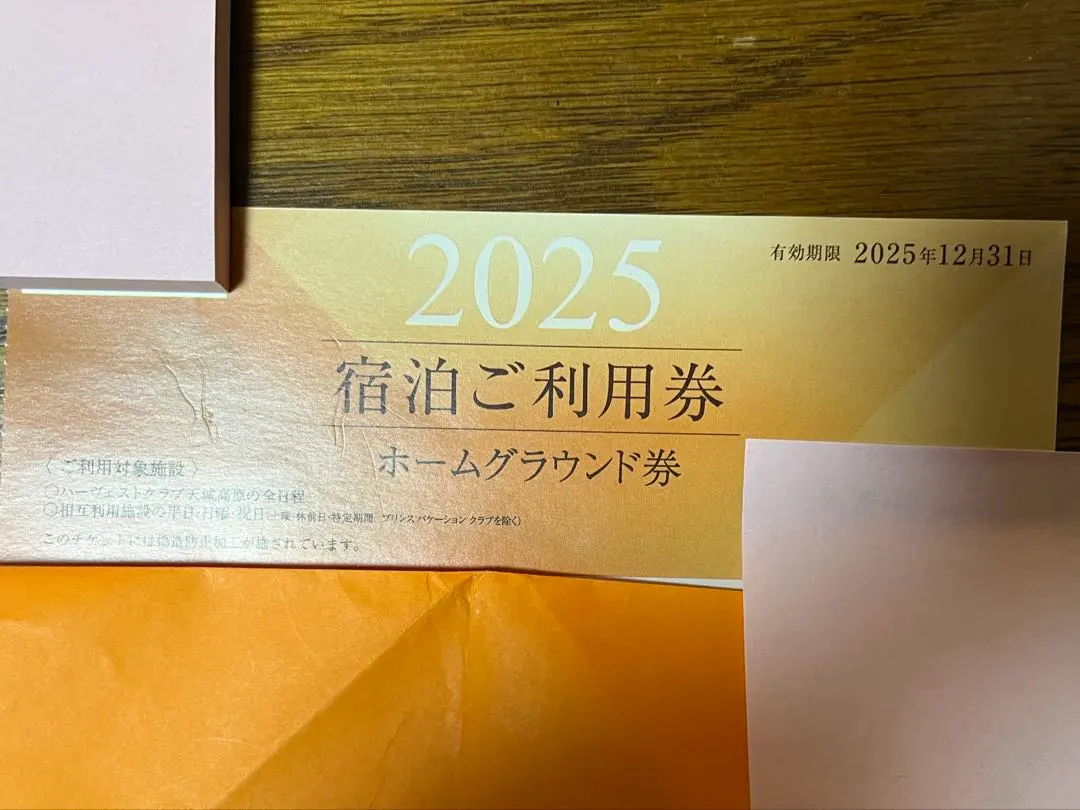 2025
有効期限 2025年12月31日
宿泊ご利用券
ホームグラウンド券
〈ご利用対象施設〉
○ハーヴェストクラブ天城高原の全日程
○相互利用施設の平日・月曜・祝日(土曜・休前日・特定期間 プリンス バケーション クラブを除く)
このチケットには偽造防止加工が施されています。